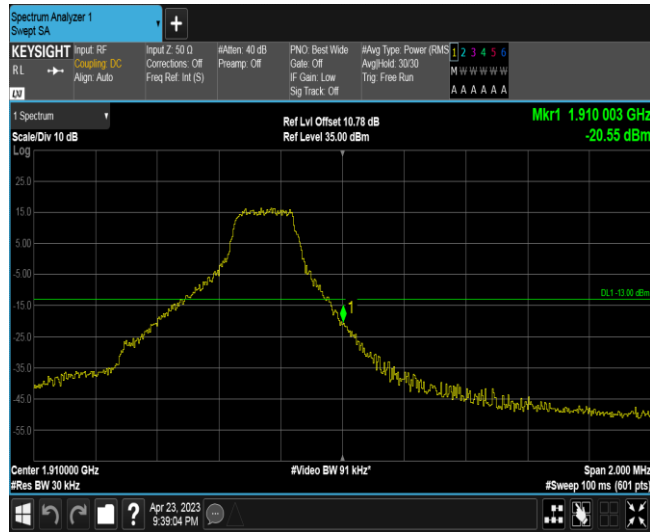 Spectrum Analyzer 1
Swept SA
+
KEYSIGHT
RL
LXI
Input: RF
Coupling: DC
Align: Auto
Input Z: 50 Ω
Corrections: Off
Freq Ref: Int (S)
#Atten: 40 dB
Preamp: Off
PNO: Best Wide
Gate: Off
IF Gain: Low
Sig Track: Off
#Avg Type: Power (RMS
Avg|Hold: 30/30
Trig: Free Run
1 2 3 4 5 6
M W W W W W
A A A A A A
1 Spectrum
Scale/Div 10 dB
Ref Lvl Offset 10.78 dB
Ref Level 35.00 dBm
Mkr1 1.910 003 GHz
-20.55 dBm
Log
25.0
15.0
5.00
-5.00
DL1 -13.00 dBm
-15.0
1
-25.0
-35.0
-45.0
-55.0
Center 1.910000 GHz
#Video BW 91 kHz*
Span 2.000 MHz
#Res BW 30 kHz
#Sweep 100 ms (601 pts)
?
Apr 23, 2023
9:39:04 PM